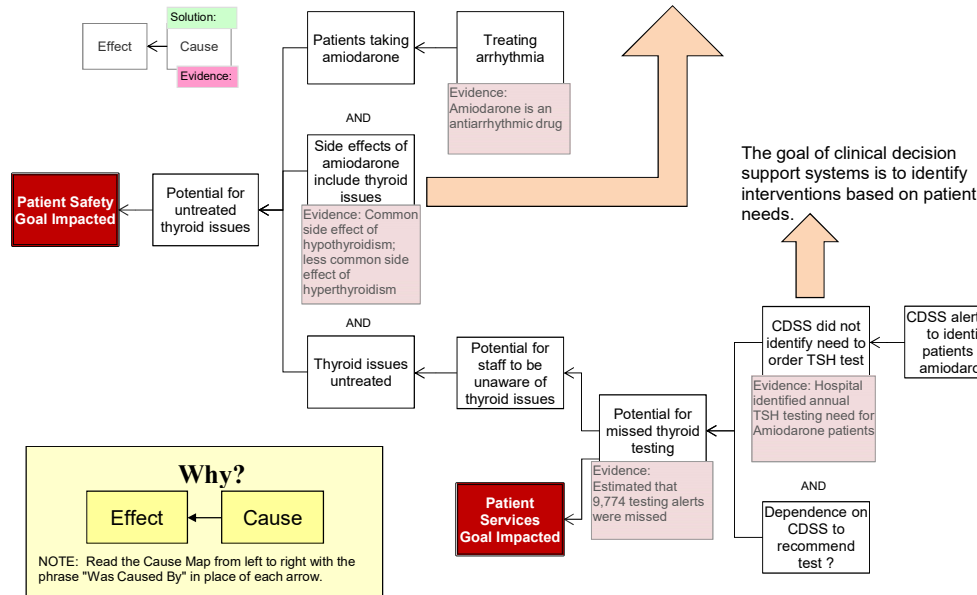 Solution:
Effect
Cause
Evidence:
Patients taking
amiodarone
Treating
arrhythmia
Evidence:
Amiodarone is an
antiarrhythmic drug
AND
Side effects of
amiodarone
include thyroid
issues
Evidence: Common
side effect of
hypothyroidism;
less common side
effect of
hyperthyroidism
Patient Safety
Goal Impacted
Potential for
untreated
thyroid issues
The goal of clinical decision
support systems is to identify
interventions based on patient
needs.
AND
Thyroid issues
untreated
Potential for
staff to be
unaware of
thyroid issues
Potential for
missed thyroid
testing
Evidence:
Estimated that
9,774 testing alerts
were missed
Patient
Services
Goal Impacted
CDSS did not
identify need to
order TSH test
Evidence: Hospital
identified annual
TSH testing need for
Amiodarone patients
CDSS alert
to identi
patients
amiodar
AND
Dependence on
CDSS to
recommend
test ?
Why?
Effect
Cause
NOTE: Read the Cause Map from left to right with the
phrase "Was Caused By" in place of each arrow.